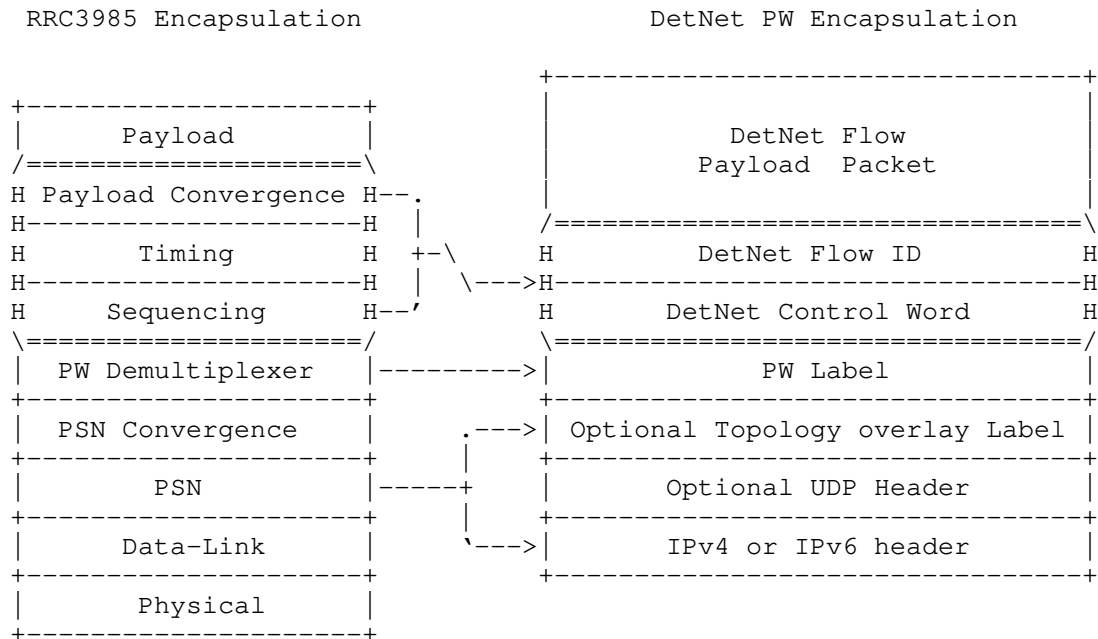 RRC3985 Encapsulation DetNet PW Encapsulation
Payload DetNet Flow
Payload Packet
H Payload Convergence H
H Timing H H DetNet Flow ID H
H Sequencing H H DetNet Control Word H
PW Demultiplexer PW Label
PSN Convergence Optional Topology overlay Label
PSN Optional UDP Header
Data-Link IPv4 or IPv6 header
Physical